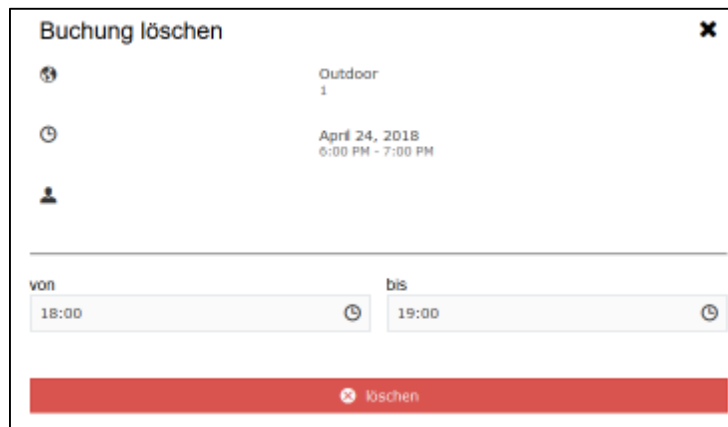 Buchung löschen
Outdoor
1
April 24, 2018
6:00 PM - 7:00 PM
von
bis
18:00
19:00
löschen